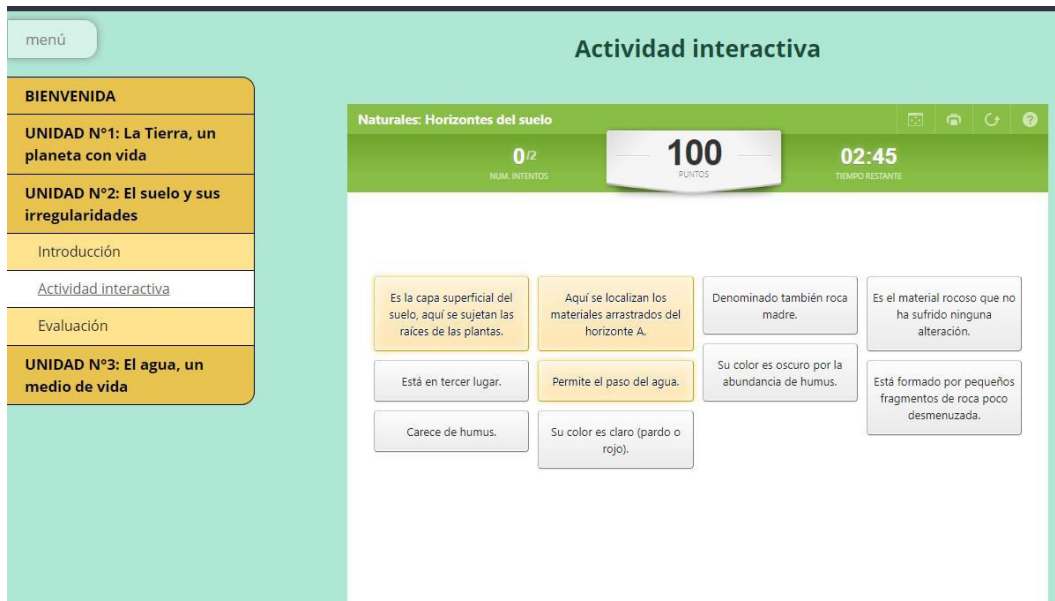 menú
Actividad interactiva
BIENVENIDA
UNIDAD N°1: La Tierra, un
planeta con vida
UNIDAD N°2: El suelo y sus
irregularidades
Introducción
Actividad interactiva
Evaluación
UNIDAD N°3: El agua, un
medio de vida
Naturales: Horizontes del suelo
0/2
NUM. INTENTOS
100
PUNTOS
02:45
TIEMPO RESTANTE
Es la capa superficial del
suelo, aquí se sujetan las
raíces de las plantas.
Aquí se localizan los
materiales arrastrados del
horizonte A.
Denominado también roca
madre.
Es el material rocoso que no
ha sufrido ninguna
alteración.
Está en tercer lugar.
Permite el paso del agua.
Su color es oscuro por la
abundancia de humus.
Está formado por pequeños
fragmentos de roca poco
desmenuzada.
Carece de humus.
Su color es claro (pardo o
rojo).